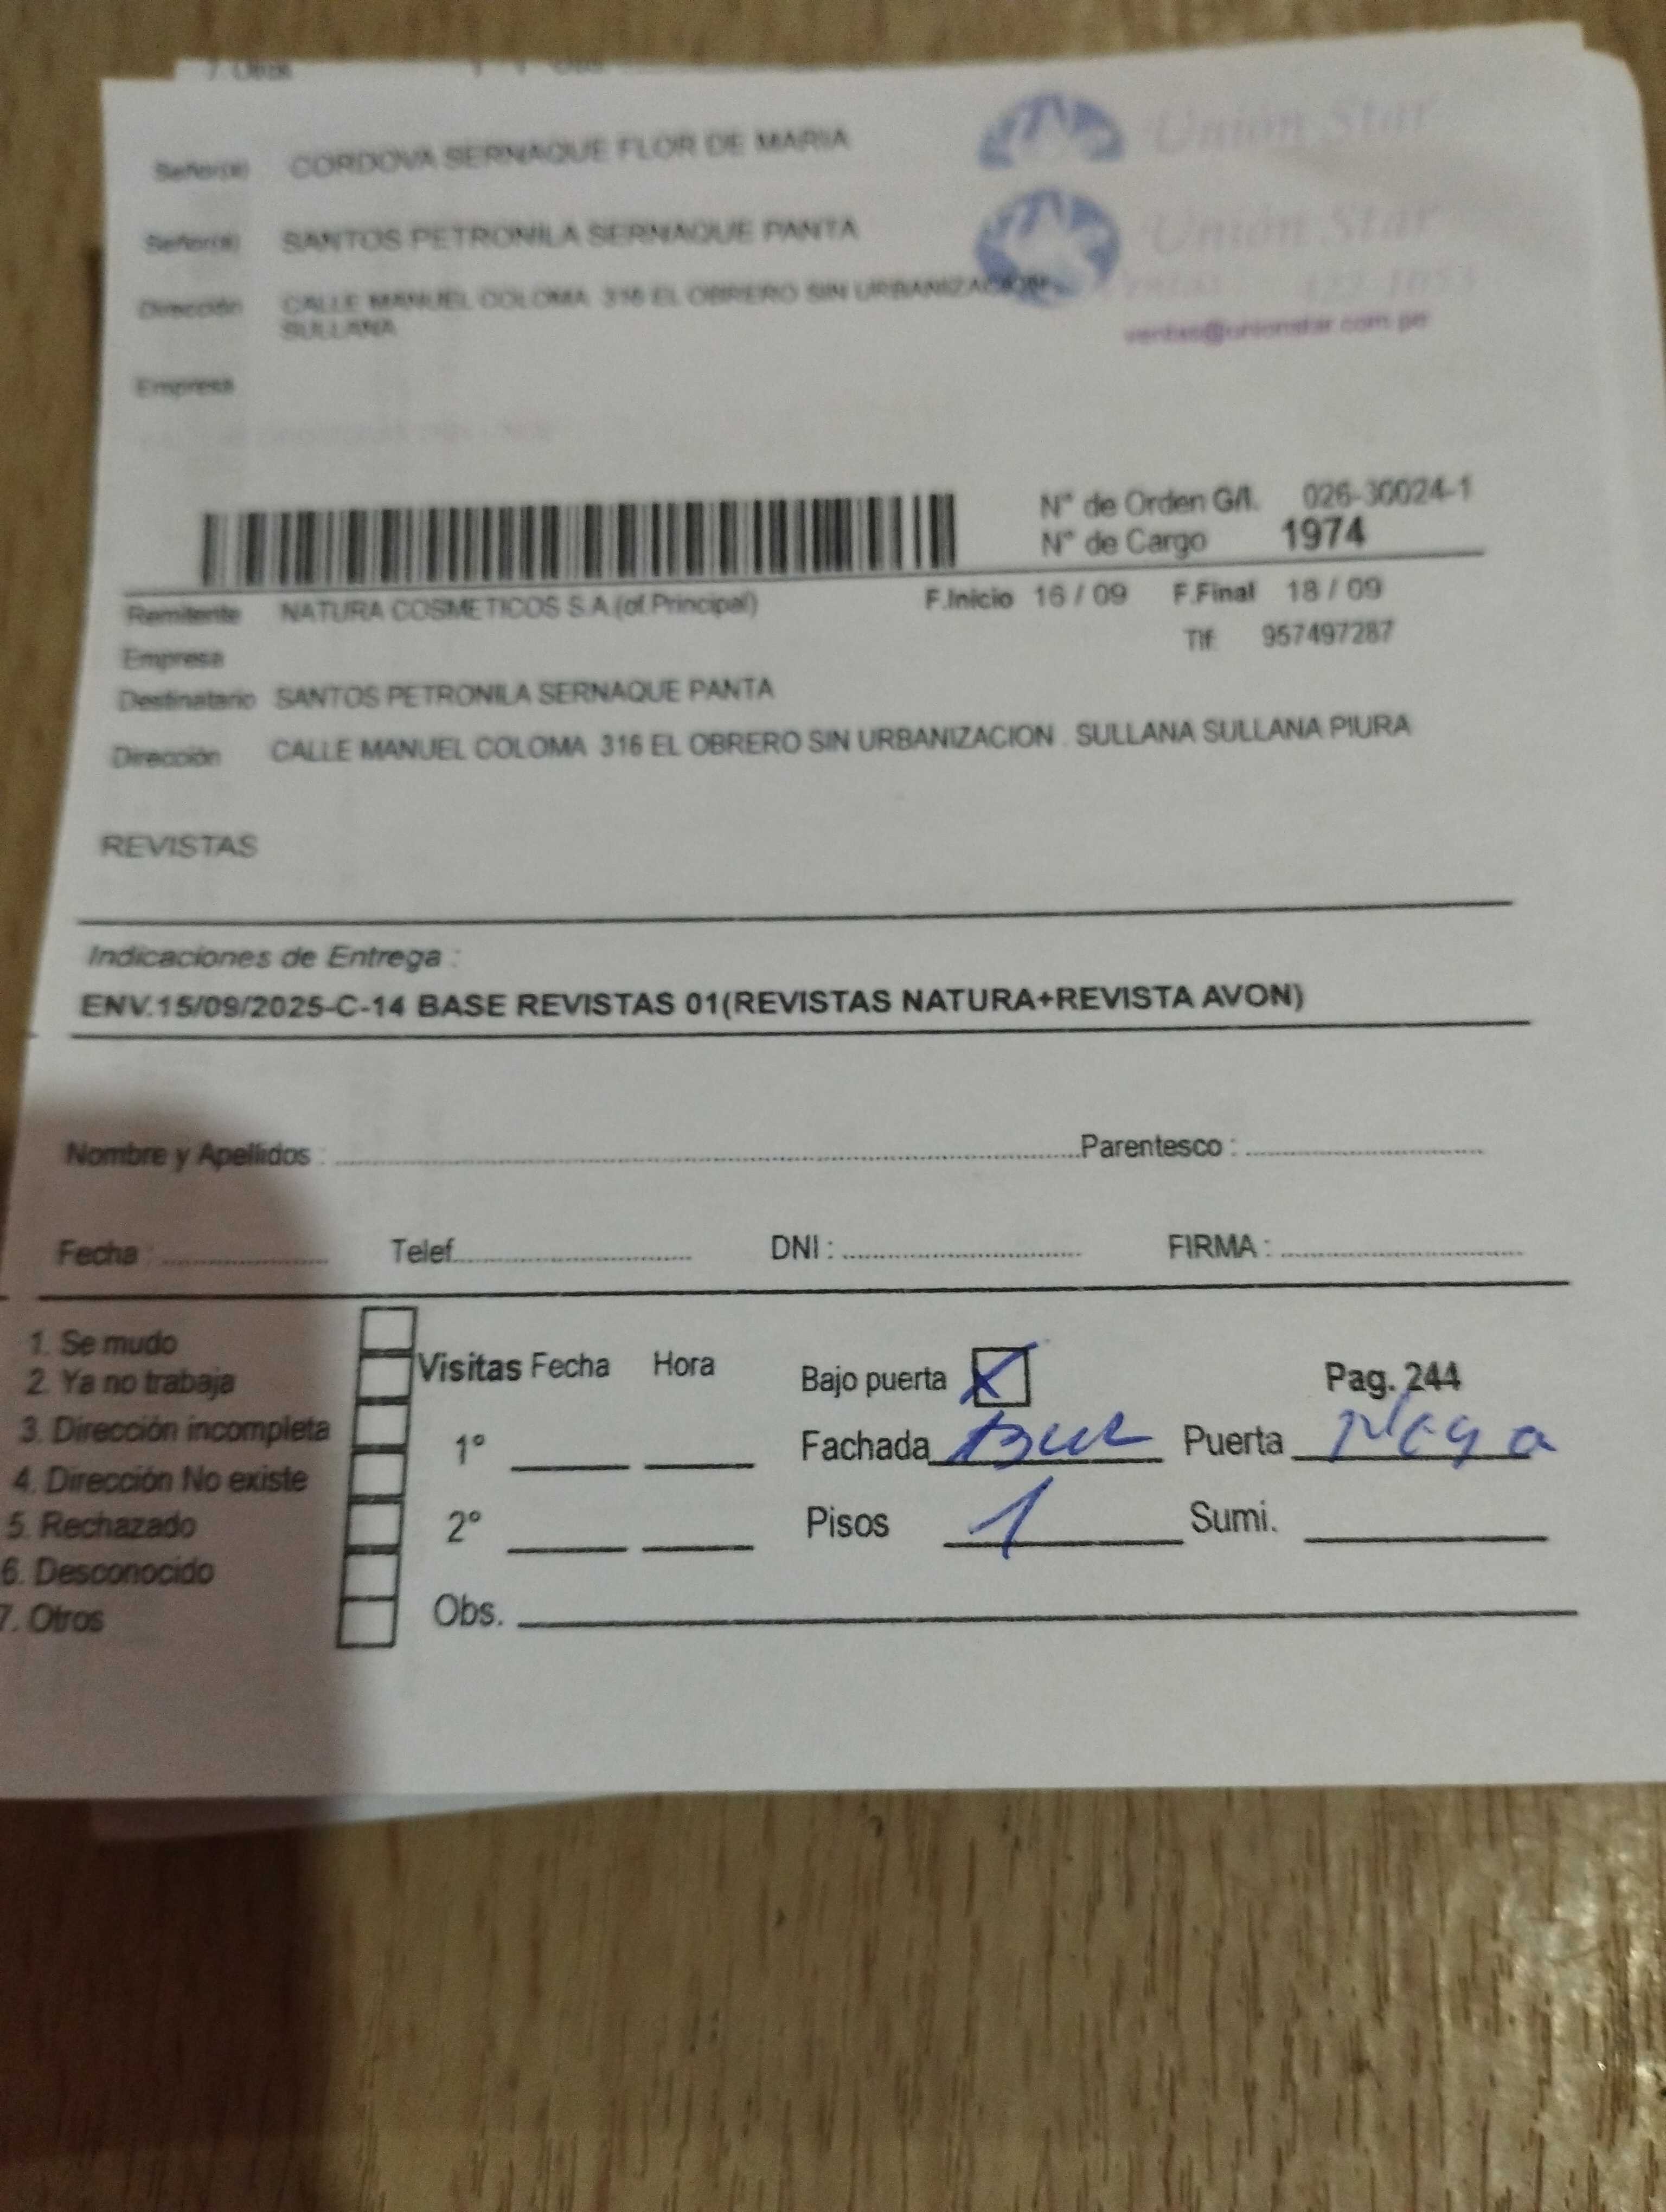 7. Otros
Señor(a) CORDOVA SERNAQUE FLOR DE MARIA
Unión Star
Señor(a) SANTOS PETRONILA SERNAQUE PANTA
Unión Star
Dirección CALLE MANUEL COLOMA 316 EL OBRERO SIN URBANIZACION
SULLANA
ventas@unionstar.com.pe
Empresa
N° de Orden G/I. 026-30024-1
N° de Cargo 1974
Remitente NATURA COSMETICOS S.A.(of.Principal) F.Inicio 16 / 09 F.Final 18 / 09
Empresa Tlf: 957497287
Destinatario SANTOS PETRONILA SERNAQUE PANTA
Dirección CALLE MANUEL COLOMA 316 EL OBRERO SIN URBANIZACION . SULLANA SULLANA PIURA
REVISTAS
Indicaciones de Entrega :
ENV.15/09/2025-C-14 BASE REVISTAS 01(REVISTAS NATURA+REVISTA AVON)
Nombre y Apellidos : Parentesco :
Fecha : Telef. DNI : FIRMA :
1. Se mudo
2. Ya no trabaja
3. Dirección incompleta
4. Dirección No existe
5. Rechazado
6. Desconocido
7. Otros
Visitas Fecha Hora
1°
2°
Obs.
Bajo puerta X Pag. 244
Fachada Puerta
Pisos 1 Sumi.